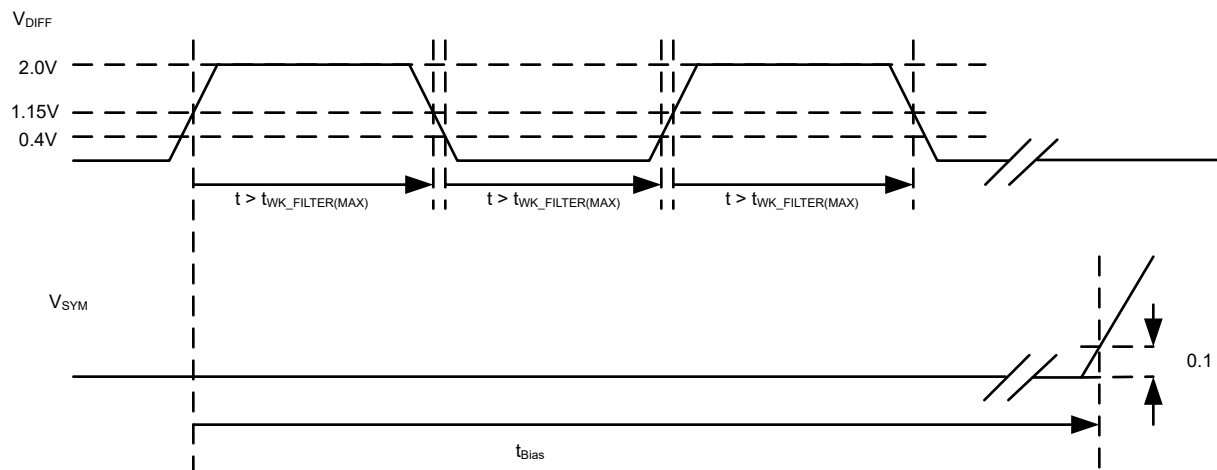 VDIFF
2.0V
1.15V
0.4V
t > tWK_FILTER(MAX)
t > tWK_FILTER(MAX)
t > tWK_FILTER(MAX)
VSYM
0.1
tBias